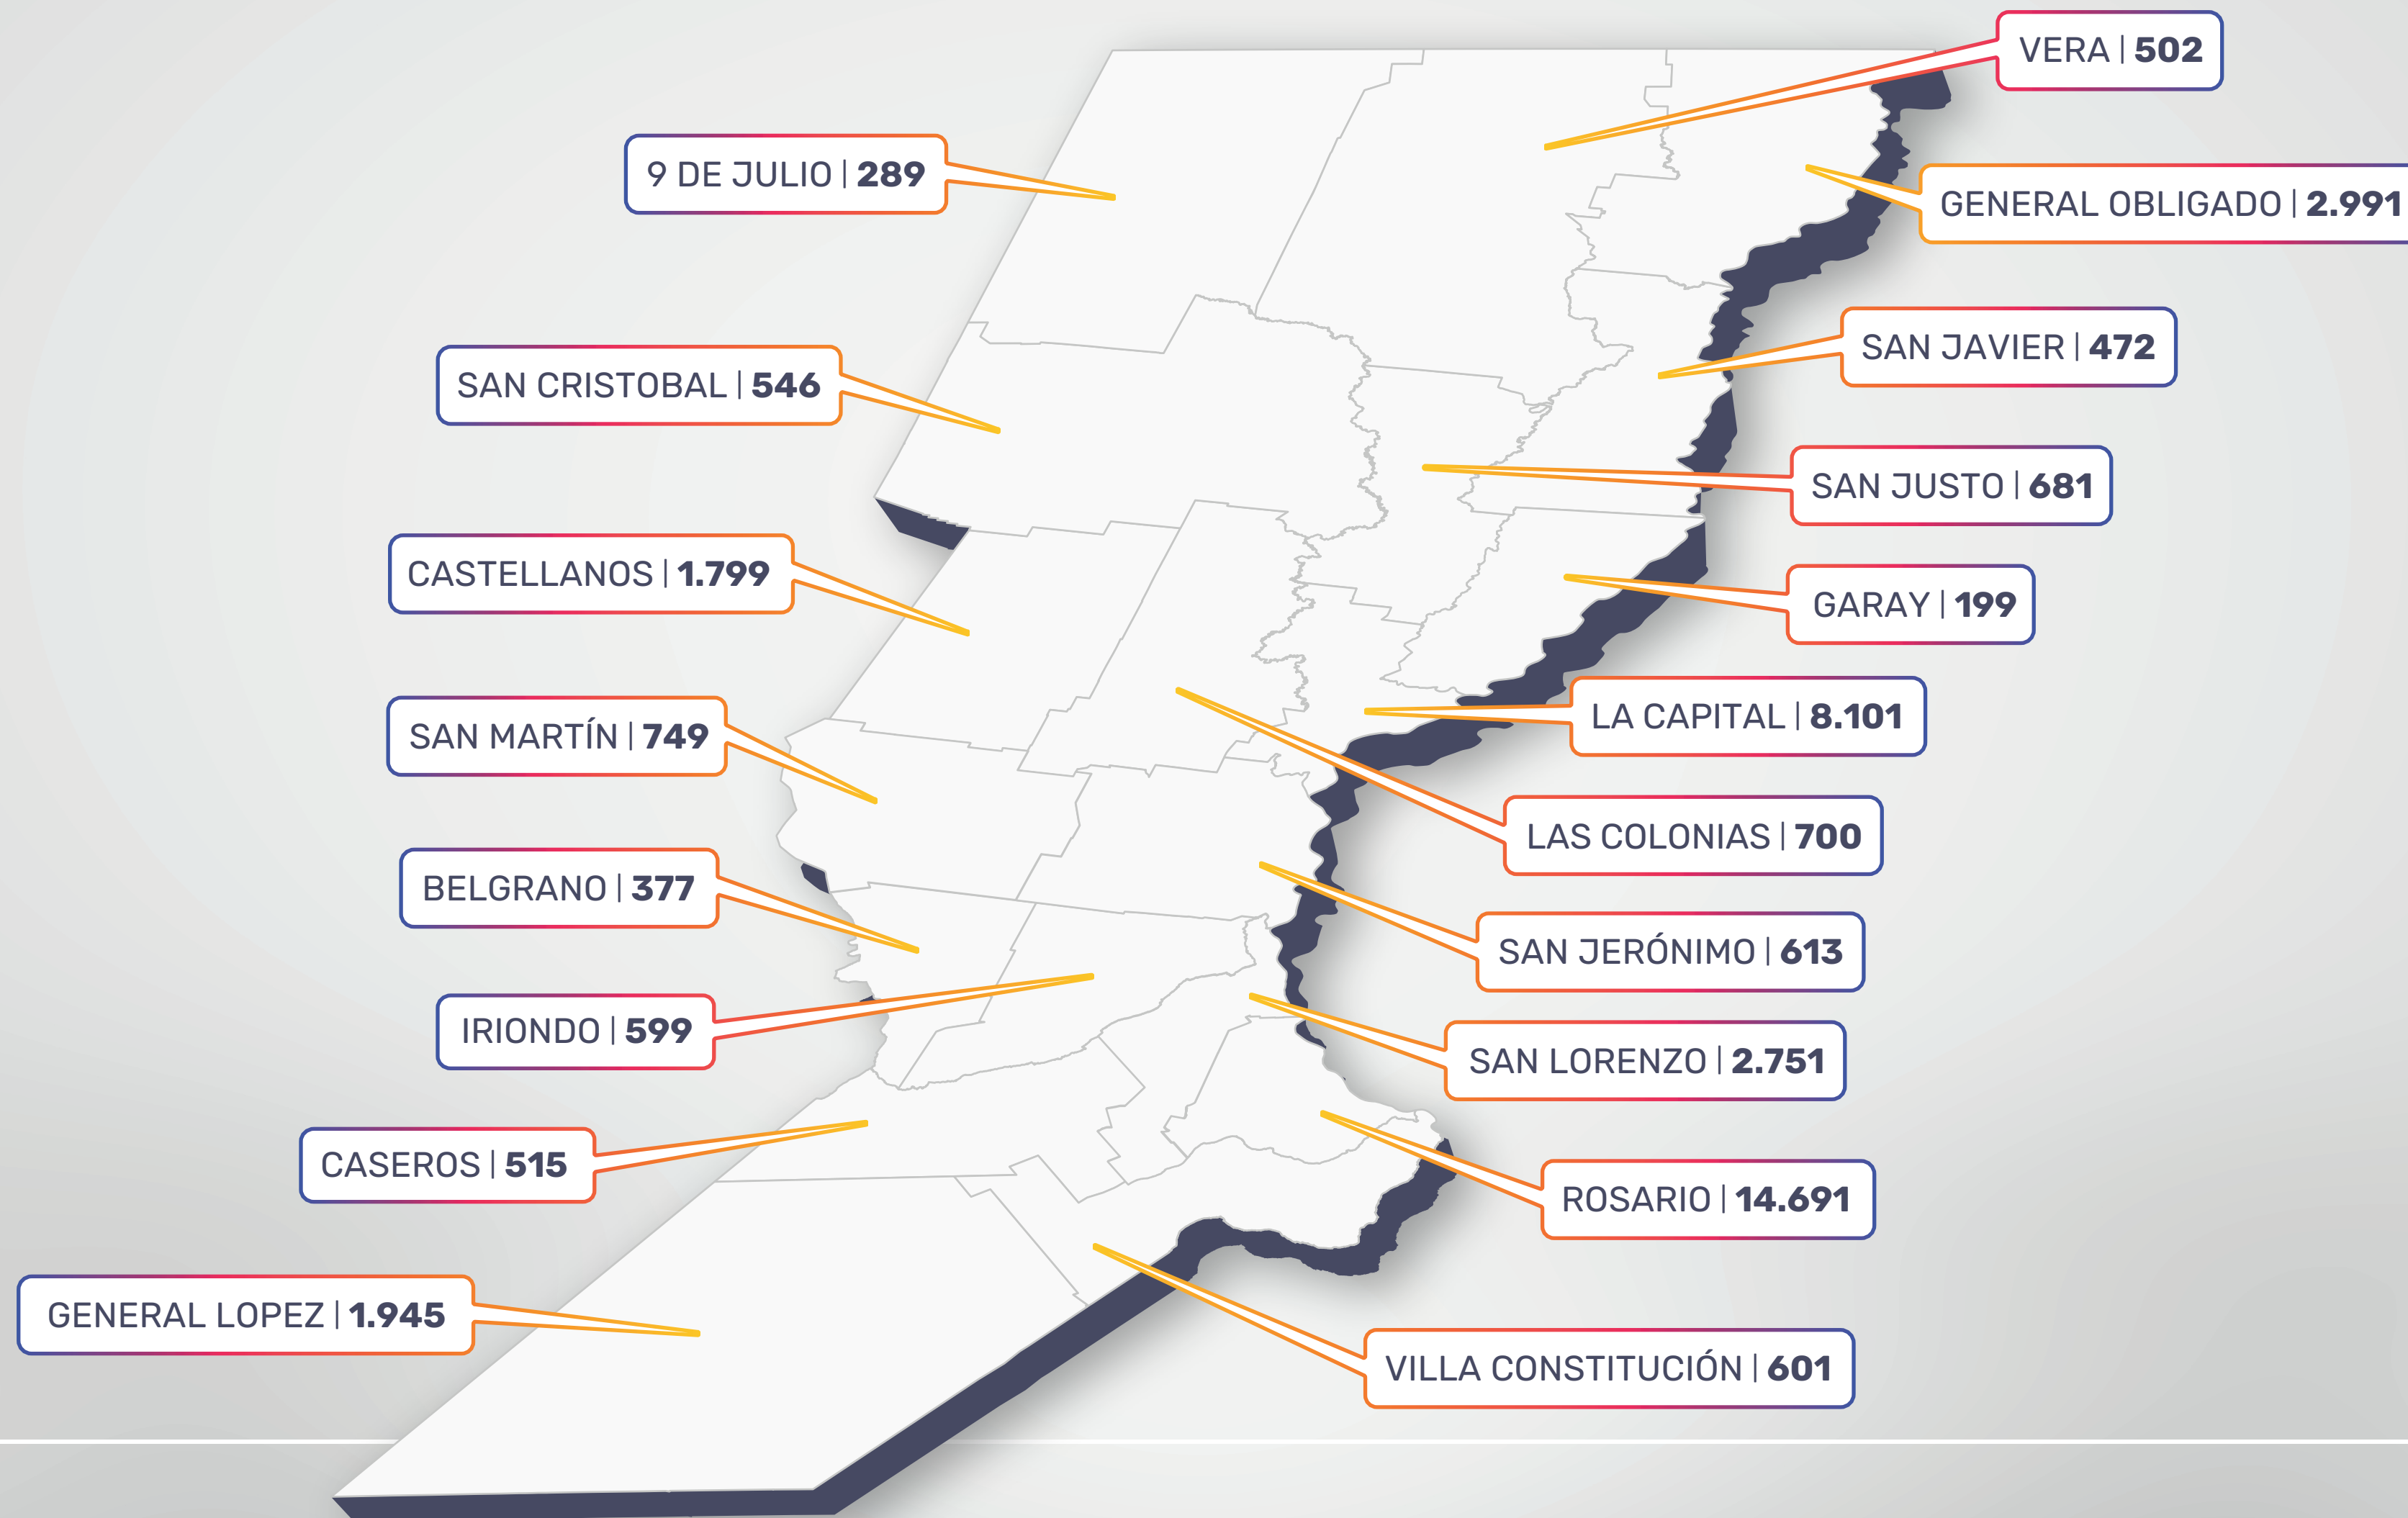 VERA | 502
9 DE JULIO | 289
GENERAL OBLIGADO | 2.991
SAN JAVIER | 472
SAN CRISTOBAL | 546
SAN JUSTO | 681
CASTELLANOS | 1.799
GARAY | 199
LA CAPITAL | 8.101
SAN MARTÍN | 749
LAS COLONIAS | 700
BELGRANO | 377
SAN JERÓNIMO | 613
IRIONDO | 599
SAN LORENZO | 2.751
CASEROS | 515
ROSARIO | 14.691
GENERAL LOPEZ | 1.945
VILLA CONSTITUCIÓN | 601